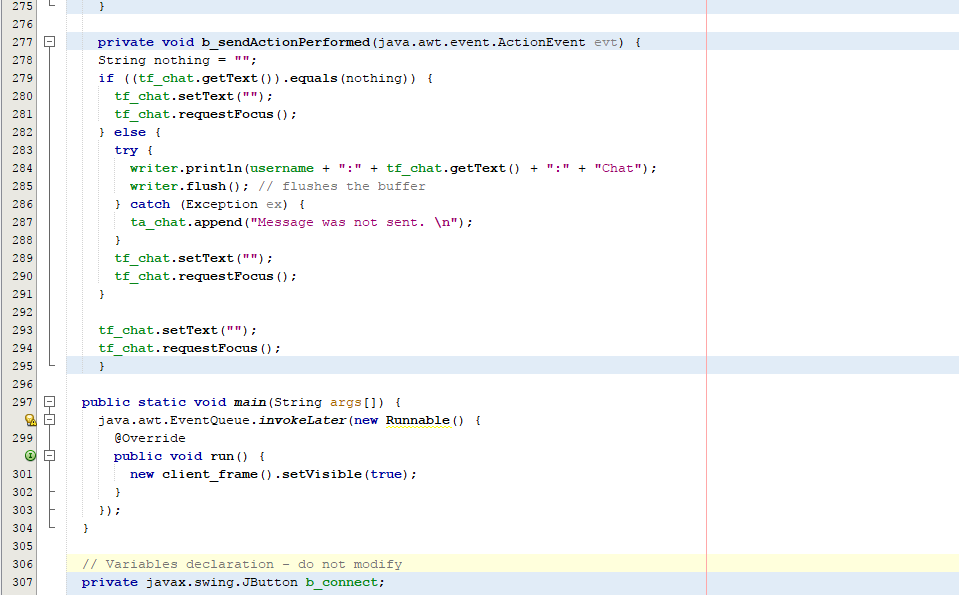 275 }
276
277 private void b_sendActionPerformed(java.awt.event.ActionEvent evt) {
278 String nothing = "";
279 if ((tf_chat.getText()).equals(nothing)) {
280 tf_chat.setText("");
281 tf_chat.requestFocus();
282 } else {
283 try {
284 writer.println(username + ":" + tf_chat.getText() + ":" + "Chat");
285 writer.flush(); // flushes the buffer
286 } catch (Exception ex) {
287 ta_chat.append("Message was not sent. \n");
288 }
289 tf_chat.setText("");
290 tf_chat.requestFocus();
291 }
292
293 tf_chat.setText("");
294 tf_chat.requestFocus();
295 }
296
297 public static void main(String args[]) {
java.awt.EventQueue.invokeLater(new Runnable() {
299 @Override
public void run() {
301 new client_frame().setVisible(true);
302 }
303 });
304 }
305
306 // Variables declaration - do not modify
307 private javax.swing.JButton b_connect;